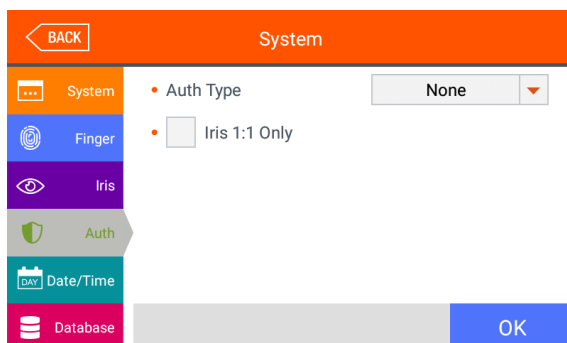 BACK
System
System
Finger
Iris
Auth
DAY Date/Time
Database
• Auth Type
None
• Iris 1:1 Only
OK